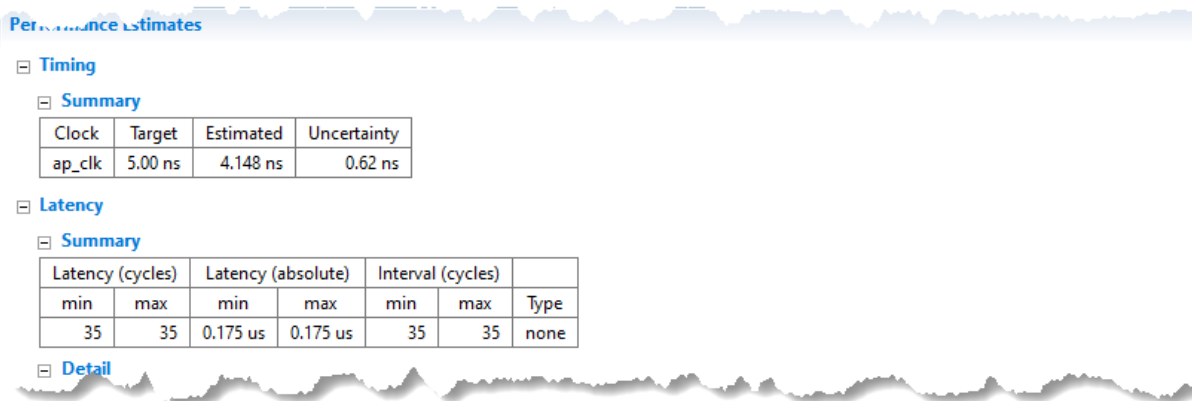 Performance Estimates
Timing
Summary
Clock Target Estimated Uncertainty
ap_clk 5.00 ns 4.148 ns 0.62 ns
Latency
Summary
Latency (cycles) Latency (absolute) Interval (cycles)
min max min max min max Type
35 35 0.175 us 0.175 us 35 35 none
Detail